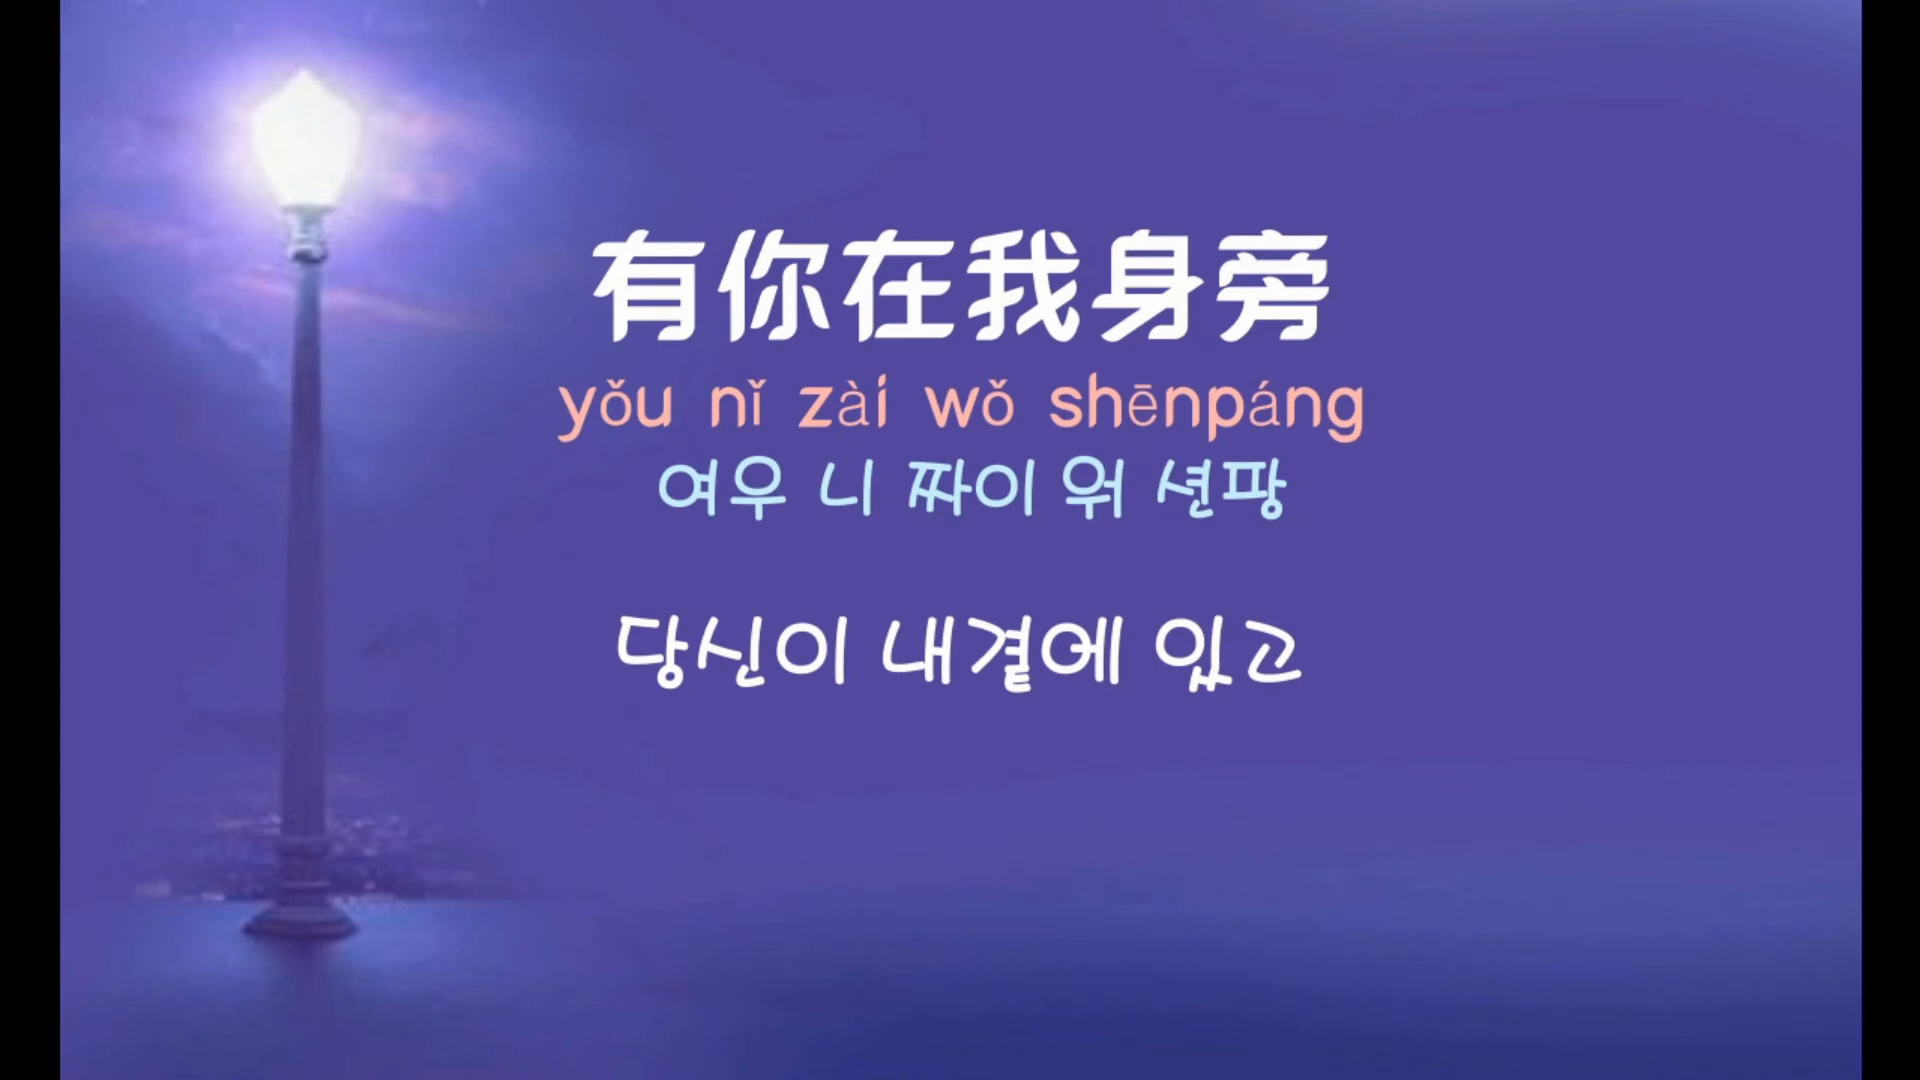 有你在我身旁
yǒu nǐ zài wǒ shēnpáng
여우 니 짜이 워 션팡
당신이 내곁에 있고